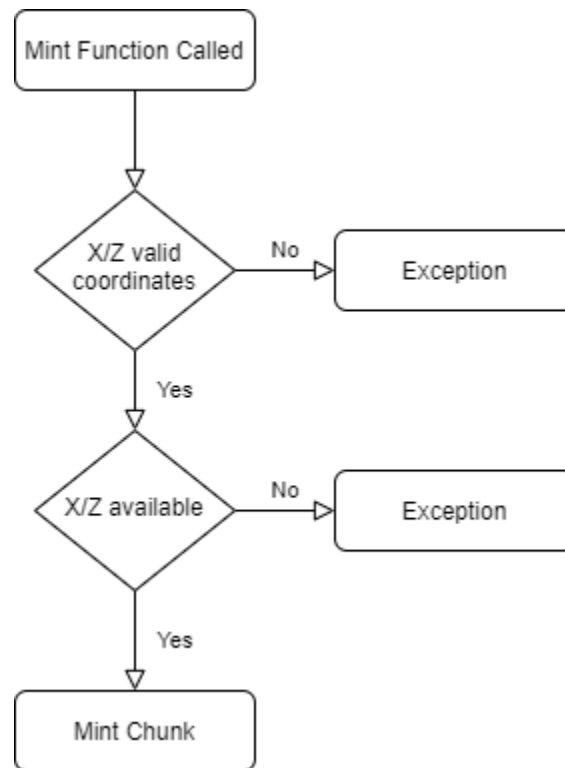 Mint Function Called
X/Z valid
coordinates
No
Exception
Yes
X/Z available
No
Exception
Yes
Mint Chunk